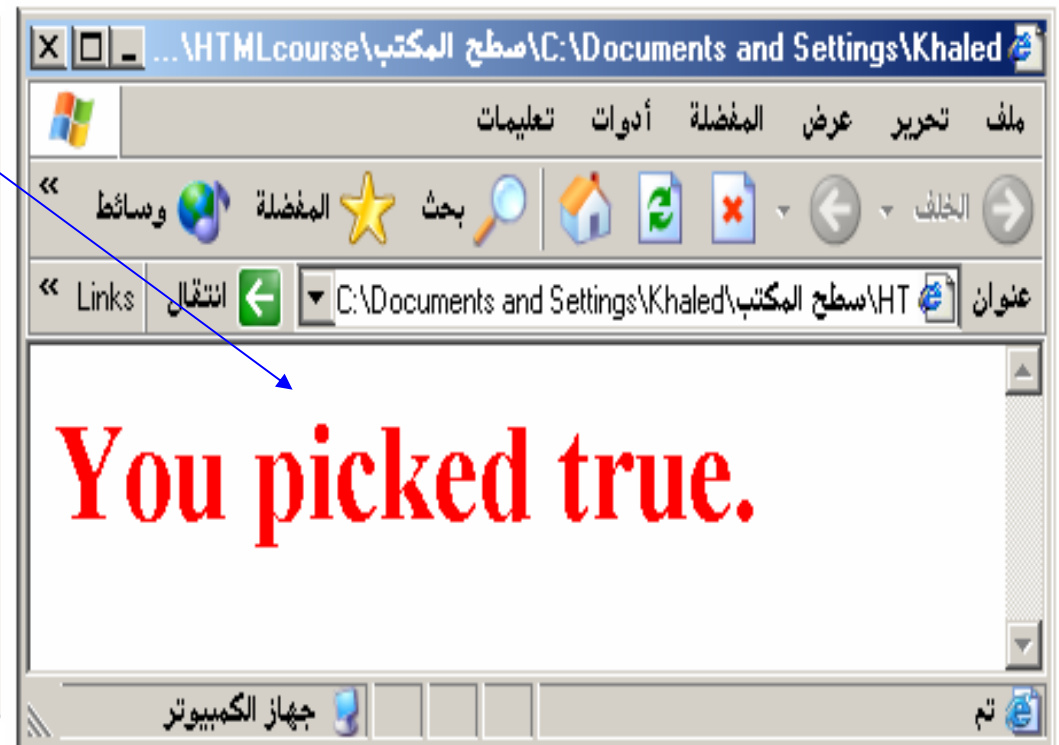 C:\Documents and Settings\Khaled\سطح المكتب\HTMLcourse\...
ملف تحرير عرض المفضلة أدوات تعليمات
الخلف بحث المفضلة وسائط »
عنوان C:\Documents and Settings\Khaled\سطح المكتب\HT انتقال Links »
You picked true.
تم جهاز الكمبيوتر